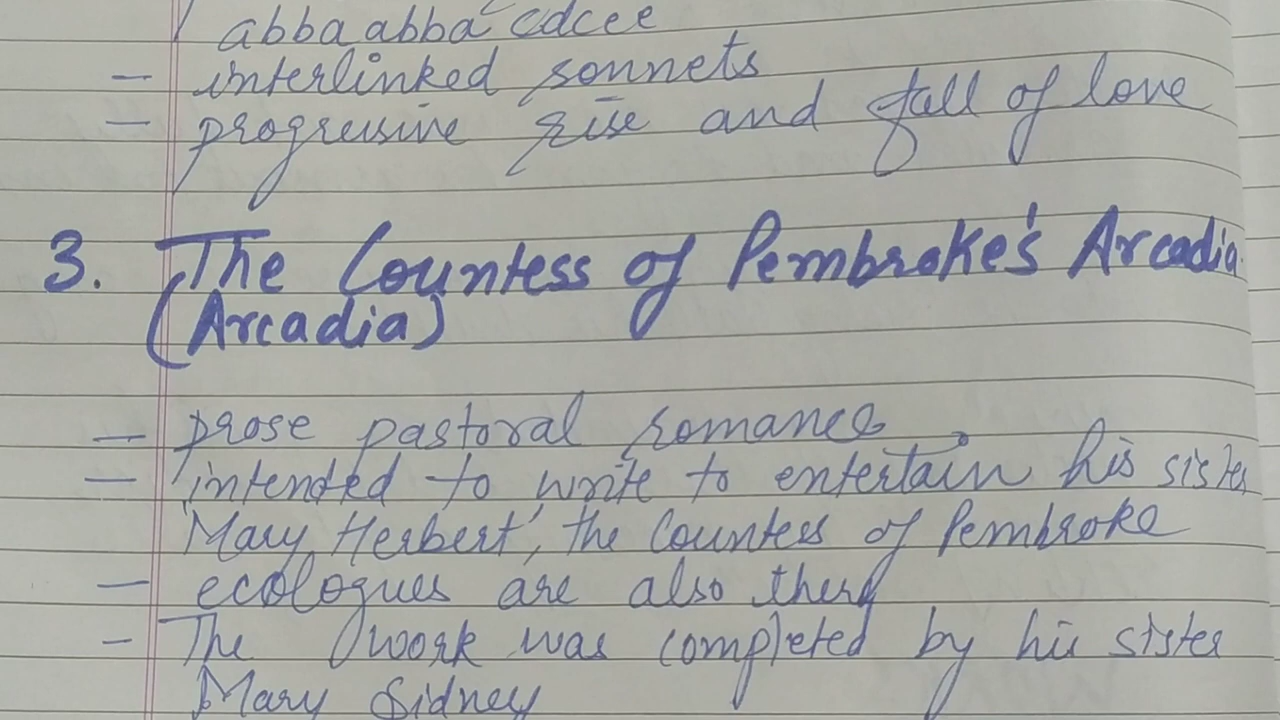 abba abba cdcee
— interlinked sonnets
— progressive rise and fall of love
3. The Countess of Pembroke's Arcadia
(Arcadia)
— prose pastoral romance
— intended to write to entertain his sister
Mary Herbert, the Countess of Pembroke
— ecologues are also there
— The work was completed by his sister
Mary Sidney